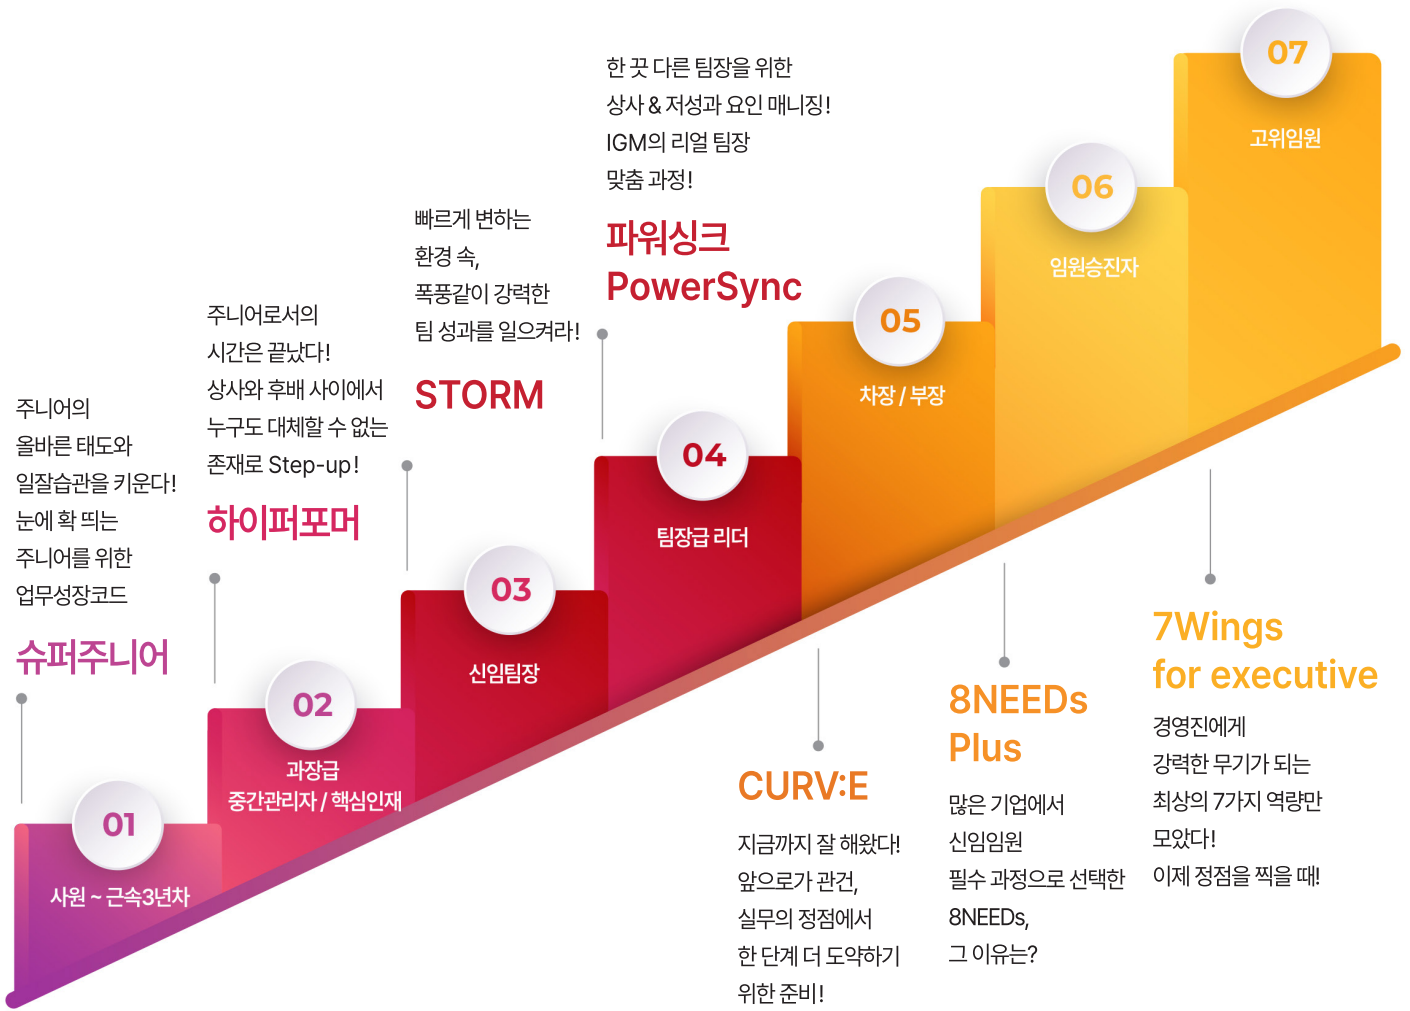 주니어의
올바른 태도와
일잘습관을 키운다!
눈에 확 띄는
주니어를 위한
업무성장코드
슈퍼주니어
01
사원 ~ 근속3년차
주니어로서의
시간은 끝났다!
상사와 후배 사이에서
누구도 대체할 수 없는
존재로 Step-up!
하이퍼포머
02
과장급
중간관리자 / 핵심인재
빠르게 변하는
환경 속,
폭풍같이 강력한
팀 성과를 일으켜라!
STORM
03
신임팀장
한 끗 다른 팀장을 위한
상사 & 저성과 요인 매니징!
IGM의 리얼 팀장
맞춤 과정!
파워싱크
PowerSync
04
팀장급 리더
05
차장 / 부장
CURV:E
지금까지 잘 해왔다!
앞으로가 관건,
실무의 정점에서
한 단계 더 도약하기
위한 준비!
06
임원승진자
8NEEDs
Plus
많은 기업에서
신임임원
필수 과정으로 선택한
8NEEDs,
그 이유는?
07
고위임원
7Wings
for executive
경영진에게
강력한 무기가 되는
최상의 7가지 역량만
모았다!
이제 정점을 찍을 때!